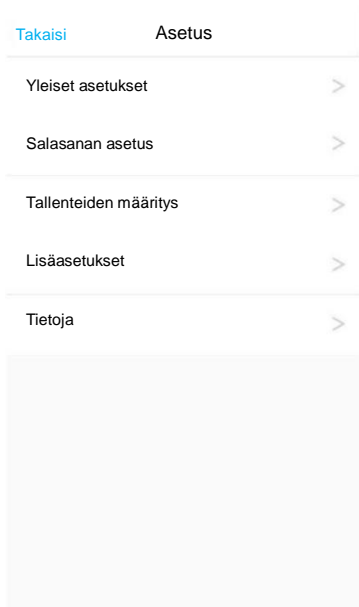 Takaisi Asetus
Yleiset asetukset
Salasanan asetus
Tallenteiden määritys
Lisäasetukset
Tietoja